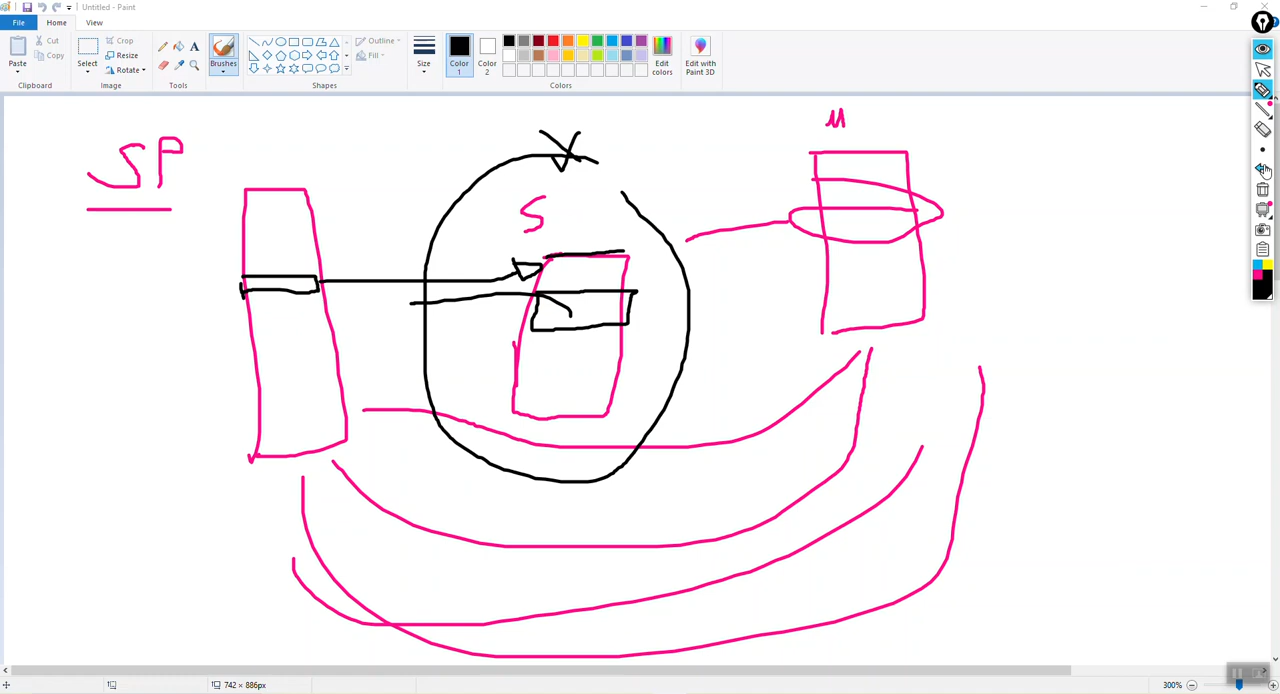 Untitled - Paint
File
Home
View
Paste
Cut
Copy
Clipboard
Select
Crop
Resize
Rotate
Image
A
Tools
Brushes
Outline
Fill
Shapes
Size
Color 1
Color 2
Edit colors
Edit with Paint 3D
Colors
SP
S
M
742 × 886px
300%